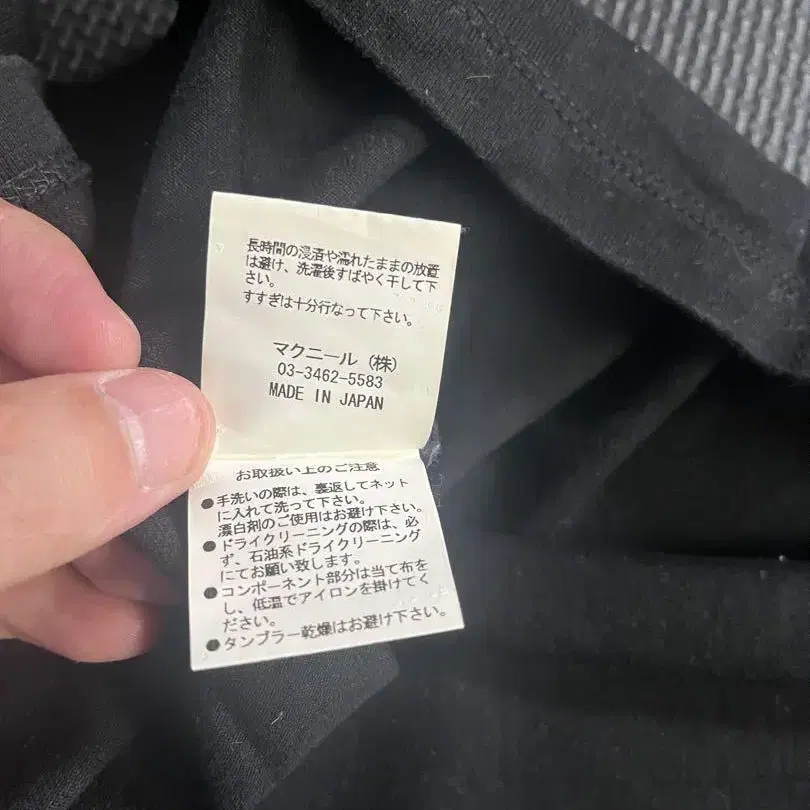 長時間の浸漬や濡れたままの放置
は避け、洗濯後すばやく干して下
さい。
すすぎは十分行なって下さい。
マクニール（株）
03-3462-5583
MADE IN JAPAN
お取扱い上のご注意
●手洗いの際は、裏返してネット
に入れて洗って下さい。
漂白剤のご使用はお避け下さい。
●ドライクリーニングの際は、必
ず、石油系ドライクリーニング
にてお願い致します。
●コンポーネント部分は当て布を
し、低温でアイロンを掛けてく
ださい。
●タンブラー乾燥はお避け下さい。